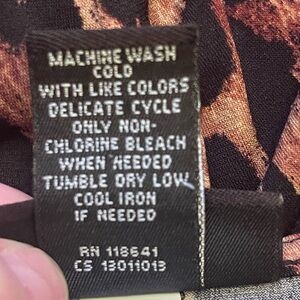 MACHINE WASH
COLD
WITH LIKE COLORS
DELICATE CYCLE
ONLY NON-
CHLORINE BLEACH
WHEN NEEDED
TUMBLE DRY LOW
COOL IRON
IF NEEDED
RN 118641
CS 13011013